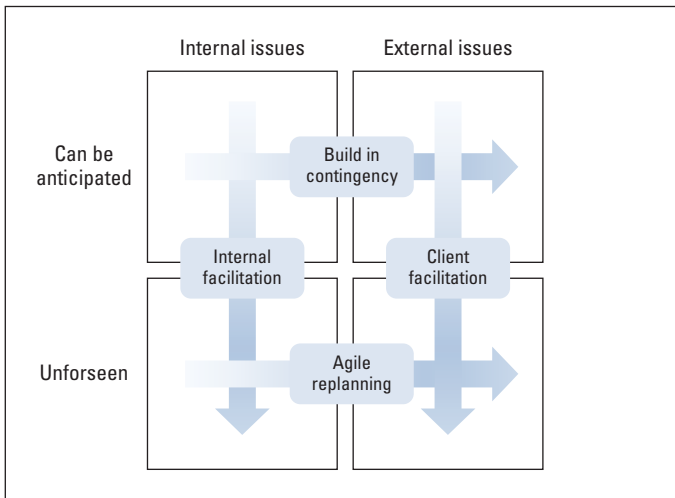 Internal issues
External issues
Can be
anticipated
Build in
contingency
Internal
facilitation
Client
facilitation
Unforseen
Agile
replanning